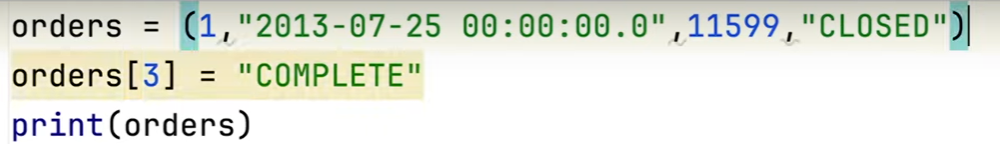 orders = (1,"2013-07-25 00:00:00.0",11599,"CLOSED")
orders[3] = "COMPLETE"
print(orders)